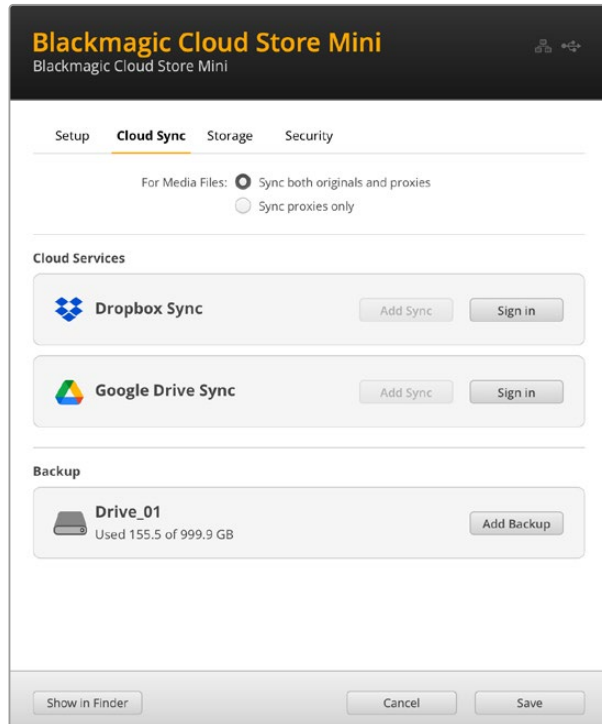 Blackmagic Cloud Store Mini
Blackmagic Cloud Store Mini
Setup Cloud Sync Storage Security
For Media Files: Sync both originals and proxies
Sync proxies only
Cloud Services
Dropbox Sync Add Sync Sign in
Google Drive Sync Add Sync Sign in
Backup
Drive_01
Used 155.5 of 999.9 GB
Add Backup
Show in Finder Cancel Save